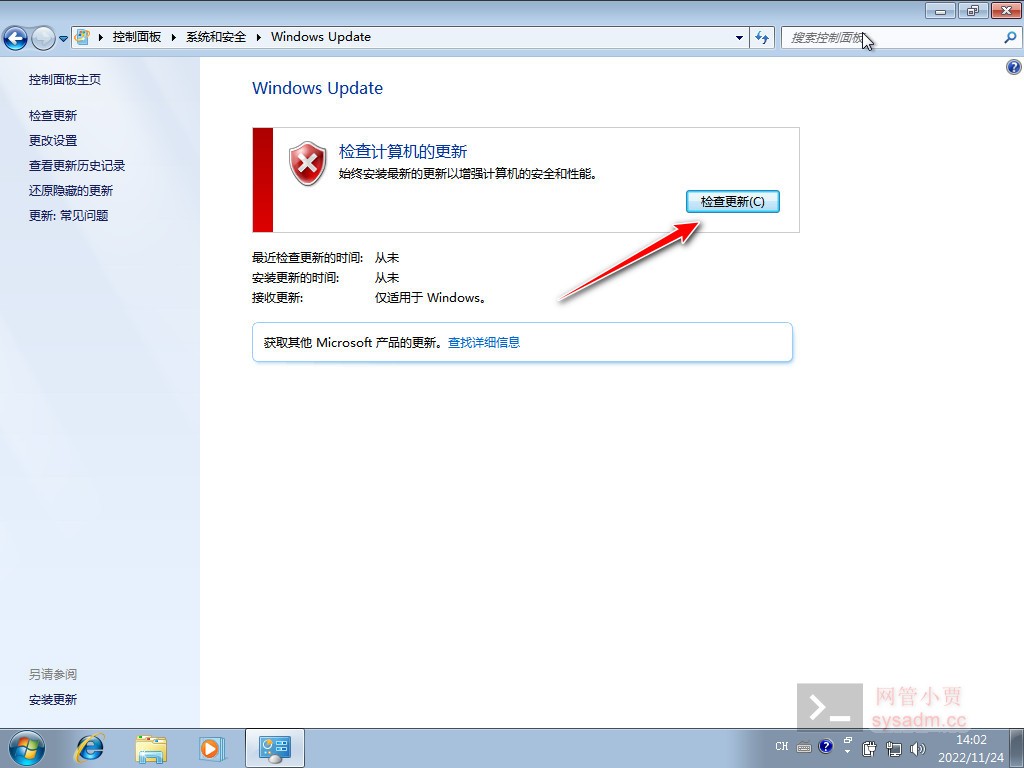 控制面板 系统和安全 Windows Update
搜索控制面板
控制面板主页
检查更新
更改设置
查看更新历史记录
还原隐藏的更新
更新: 常见问题
Windows Update
检查计算机的更新
始终安装最新的更新以增强计算机的安全和性能。
检查更新(C)
最近检查更新的时间: 从未
安装更新的时间: 从未
接收更新: 仅适用于 Windows。
获取其他 Microsoft 产品的更新。查找详细信息
另请参阅
安装更新
网管小贾
sysadm.cc
CH
14:02
2022/11/24